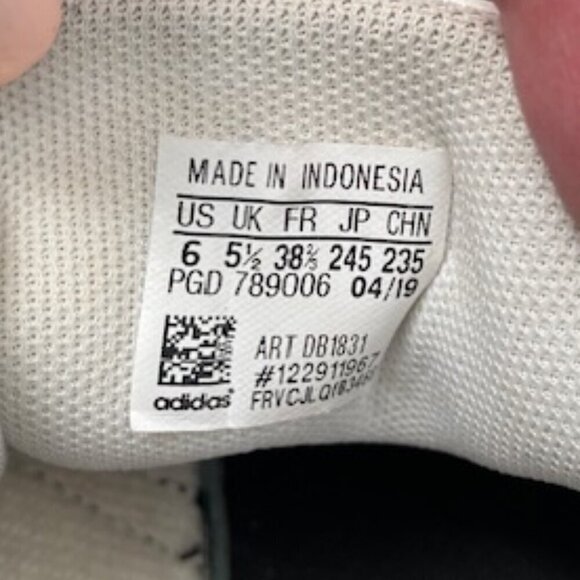 MADE IN INDONESIA
US UK FR JP CHN
6 5½ 38⅔ 245 235
PGD 789006 04/19
ART DB1831
#122911967
adidas